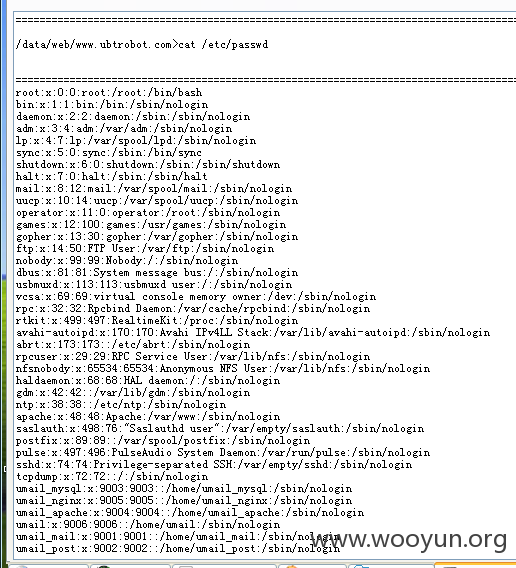 ================================================================
/data/web/www.ubtrobot.com>cat /etc/passwd
================================================================
root:x:0:0:root:/root:/bin/bash
bin:x:1:1:bin:/bin:/sbin/nologin
daemon:x:2:2:daemon:/sbin:/sbin/nologin
adm:x:3:4:adm:/var/adm:/sbin/nologin
lp:x:4:7:lp:/var/spool/lpd:/sbin/nologin
sync:x:5:0:sync:/sbin:/bin/sync
shutdown:x:6:0:shutdown:/sbin:/sbin/shutdown
halt:x:7:0:halt:/sbin:/sbin/halt
mail:x:8:12:mail:/var/spool/mail:/sbin/nologin
uucp:x:10:14:uucp:/var/spool/uucp:/sbin/nologin
operator:x:11:0:operator:/root:/sbin/nologin
games:x:12:100:games:/usr/games:/sbin/nologin
gopher:x:13:30:gopher:/var/gopher:/sbin/nologin
ftp:x:14:50:FTP User:/var/ftp:/sbin/nologin
nobody:x:99:99:Nobody:/:/sbin/nologin
dbus:x:81:81:System message bus:/:/sbin/nologin
usbmuxd:x:113:113:usbmuxd user:/:/sbin/nologin
vcsa:x:69:69:virtual console memory owner:/dev:/sbin/nologin
rpc:x:32:32:Rpcbind Daemon:/var/cache/rpcbind:/sbin/nologin
rtkit:x:499:497:RealtimeKit:/proc:/sbin/nologin
avahi-autoipd:x:170:170:Avahi IPv4LL Stack:/var/lib/avahi-autoipd:/sbin/nologin
abrt:x:173:173::/etc/abrt:/sbin/nologin
rpcuser:x:29:29:RPC Service User:/var/lib/nfs:/sbin/nologin
nfsnobody:x:65534:65534:Anonymous NFS User:/var/lib/nfs:/sbin/nologin
haldaemon:x:68:68:HAL daemon:/:/sbin/nologin
gdm:x:42:42::/var/lib/gdm:/sbin/nologin
ntp:x:38:38::/etc/ntp:/sbin/nologin
apache:x:48:48:Apache:/var/www:/sbin/nologin
saslauth:x:498:76:"Saslauthd user":/var/empty/saslauth:/sbin/nologin
postfix:x:89:89::/var/spool/postfix:/sbin/nologin
pulse:x:497:496:PulseAudio System Daemon:/var/run/pulse:/sbin/nologin
sshd:x:74:74:Privilege-separated SSH:/var/empty/sshd:/sbin/nologin
tcpdump:x:72:72::/:/sbin/nologin
umail_mysql:x:9003:9003::/home/umail_mysql:/sbin/nologin
umail_nginx:x:9005:9005::/home/umail_nginx:/sbin/nologin
umail_apache:x:9004:9004::/home/umail_apache:/sbin/nologin
umail:x:9006:9006::/home/umail:/sbin/nologin
umail_mail:x:9001:9001::/home/umail_mail:/sbin/nologin
umail_post:x:9002:9002::/home/umail_post:/sbin/nologin
www.wooyun.org